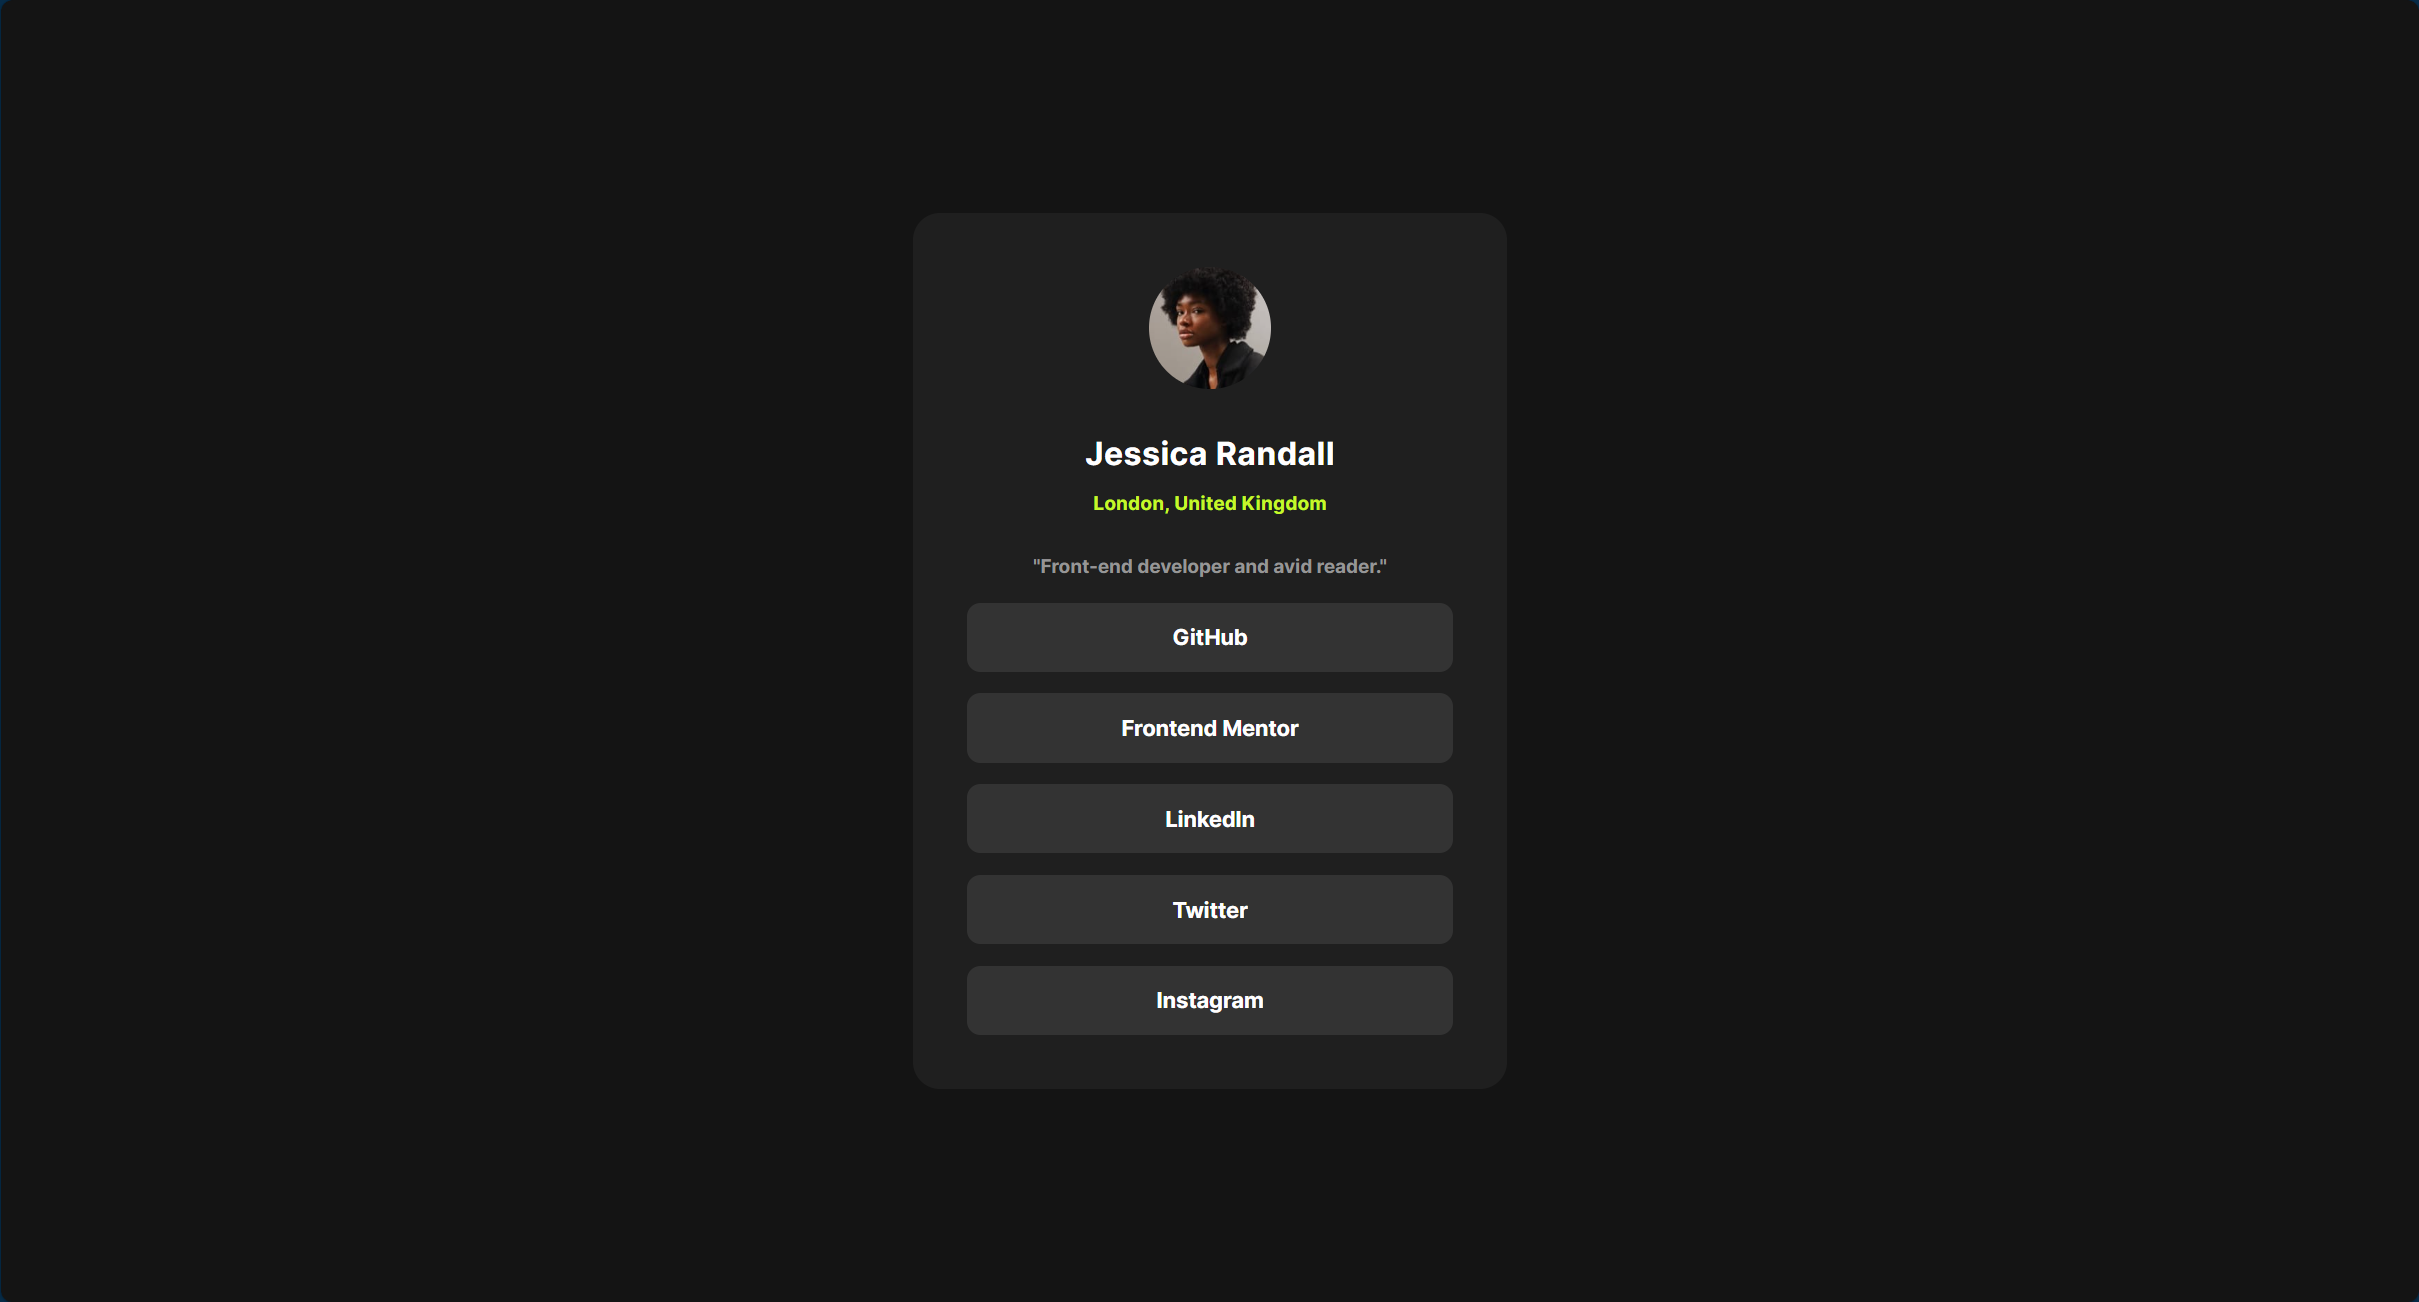 Jessica Randall
London, United Kingdom
"Front-end developer and avid reader."
GitHub
Frontend Mentor
LinkedIn
Twitter
Instagram